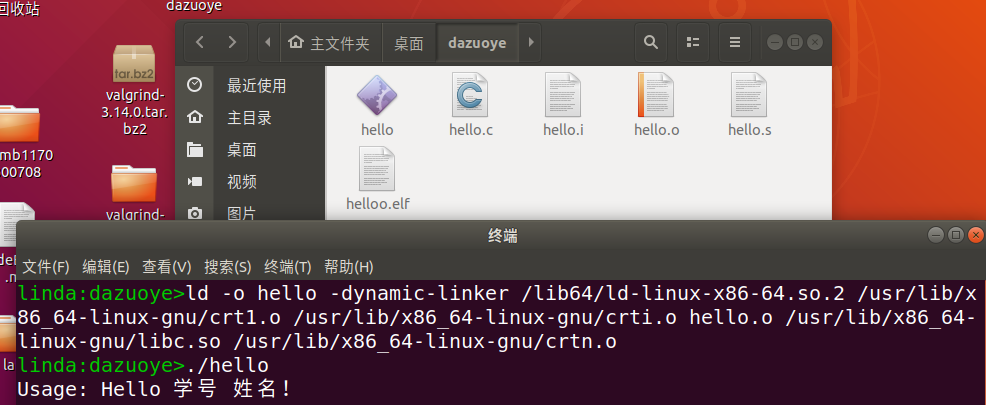 回收站
dazuoye
主文件夹
桌面
dazuoye
tar.bz2
valgrind-
3.14.0.tar.
bz2
mb1170
00708
valgrind-
最近使用
主目录
桌面
视频
图片
hello
hello.c
hello.i
hello.o
hello.s
helloo.elf
终端
文件(F) 编辑(E) 查看(V) 搜索(S) 终端(T) 帮助(H)
linda:dazuoye>ld -o hello -dynamic-linker /lib64/ld-linux-x86-64.so.2 /usr/lib/x
86_64-linux-gnu/crt1.o /usr/lib/x86_64-linux-gnu/crti.o hello.o /usr/lib/x86_64-
linux-gnu/libc.so /usr/lib/x86_64-linux-gnu/crtn.o
linda:dazuoye>./hello
Usage: Hello 学号 姓名!